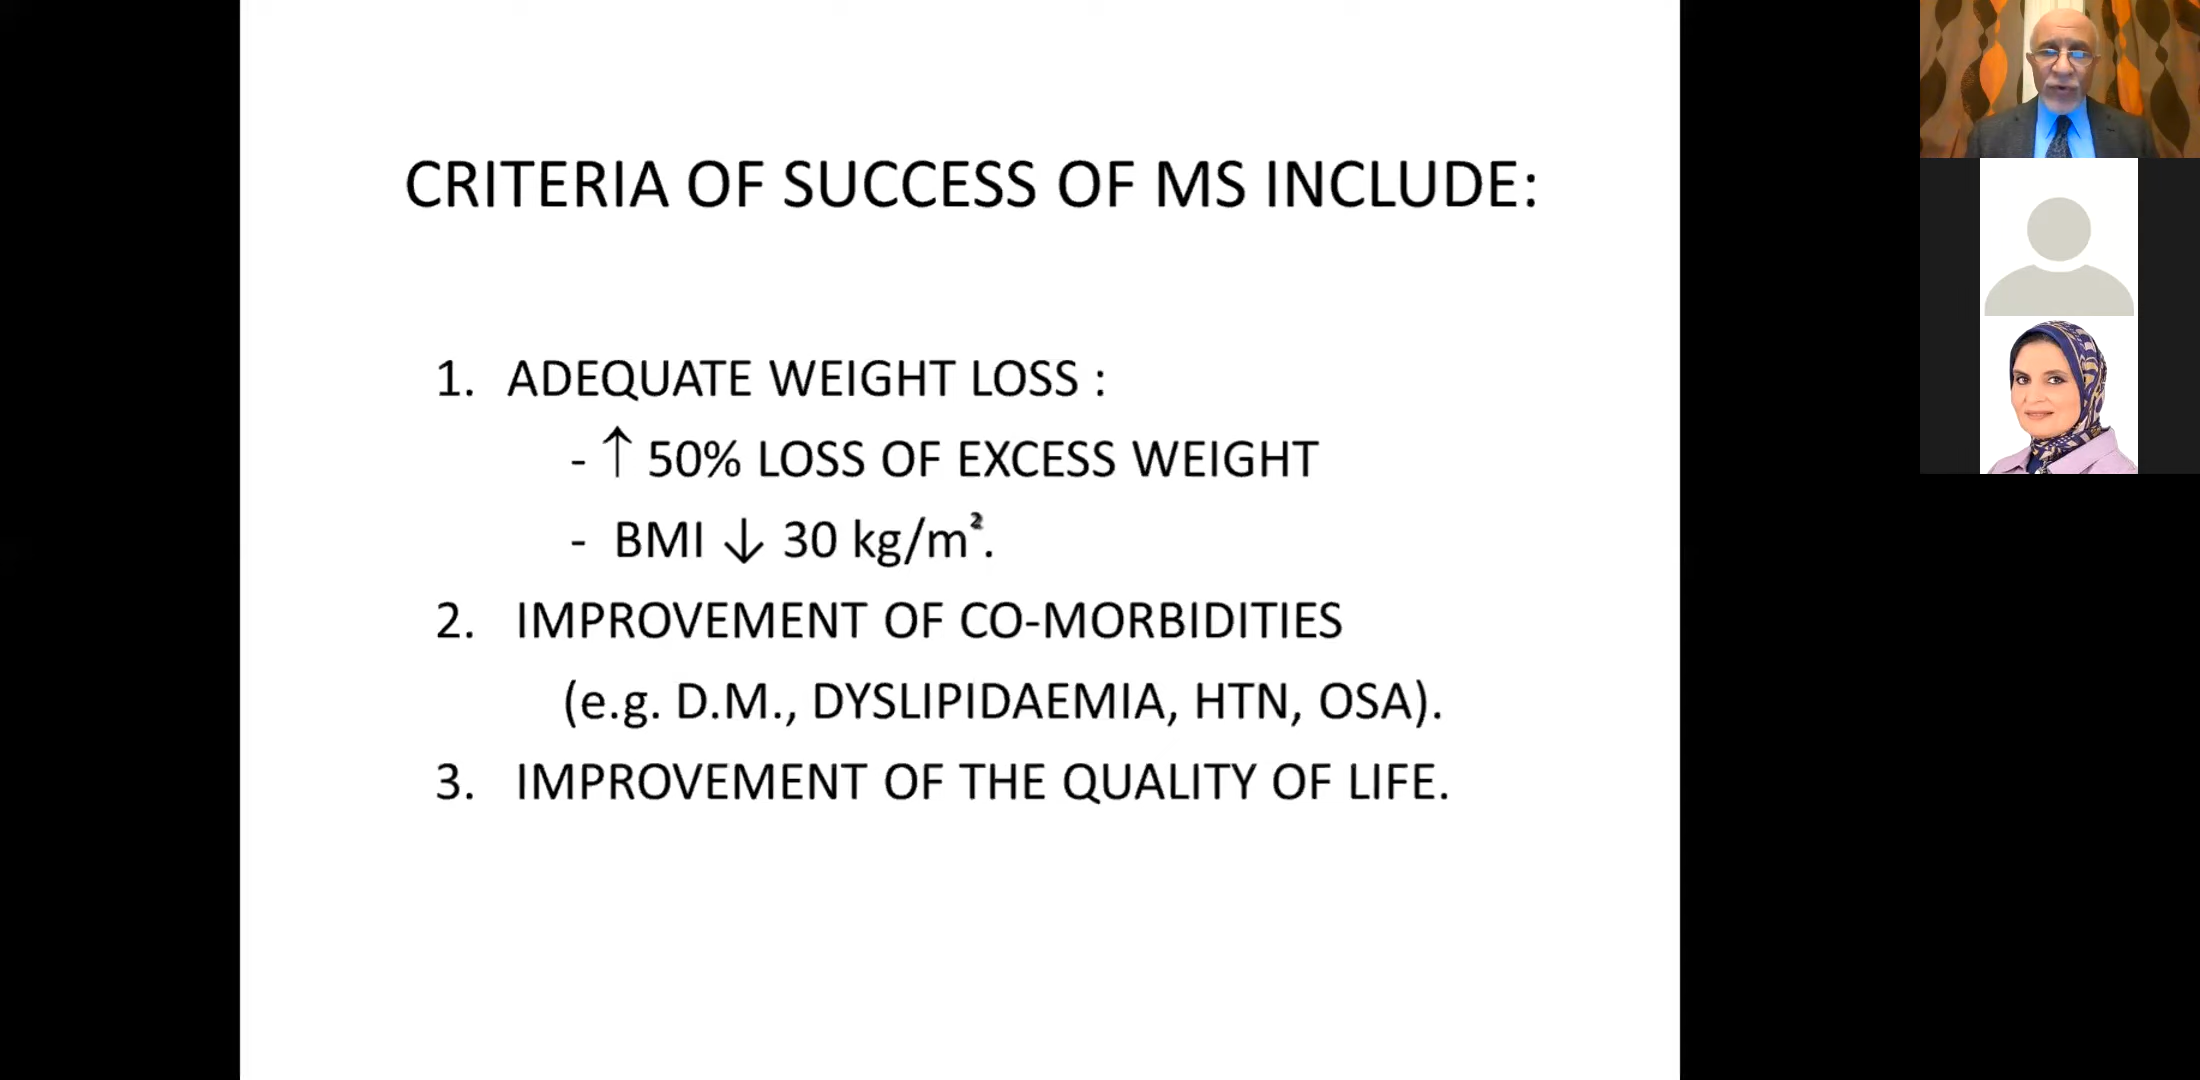 CRITERIA OF SUCCESS OF MS INCLUDE:
1. ADEQUATE WEIGHT LOSS :
- ↑ 50% LOSS OF EXCESS WEIGHT
- BMI ↓ 30 kg/m².
2. IMPROVEMENT OF CO-MORBIDITIES
(e.g. D.M., DYSLIPIDAEMIA, HTN, OSA).
3. IMPROVEMENT OF THE QUALITY OF LIFE.